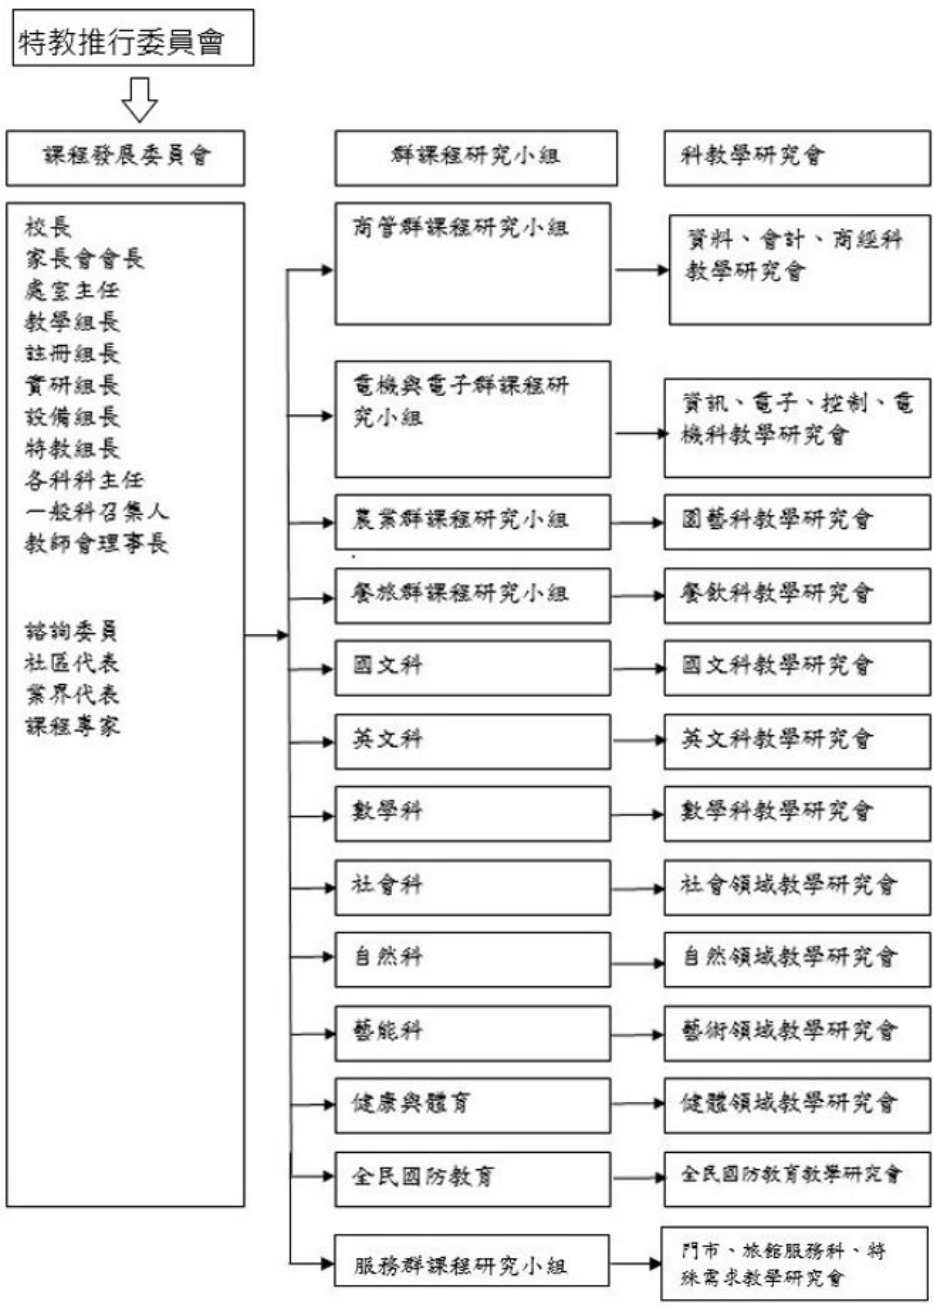 特教推行委員會
課程發展委員會
群課程研究小組
科教學研究會
校長
家長會會長
處室主任
教學組長
註冊組長
實研組長
設備組長
特教組長
各科科主任
一般科召集人
教師會理事長
諮詢委員
社區代表
業界代表
課程專家
商管群課程研究小組
資料、會計、商經科
教學研究會
電機與電子群課程研
究小組
資訊、電子、控制、電
機科教學研究會
農業群課程研究小組
園藝科教學研究會
餐旅群課程研究小組
餐飲科教學研究會
國文科
國文科教學研究會
英文科
英文科教學研究會
數學科
數學科教學研究會
社會科
社會領域教學研究會
自然科
自然領域教學研究會
藝能科
藝術領域教學研究會
健康與體育
健體領域教學研究會
全民國防教育
全民國防教育教學研究會
服務群課程研究小組
門市、旅館服務科、特
殊需求教學研究會